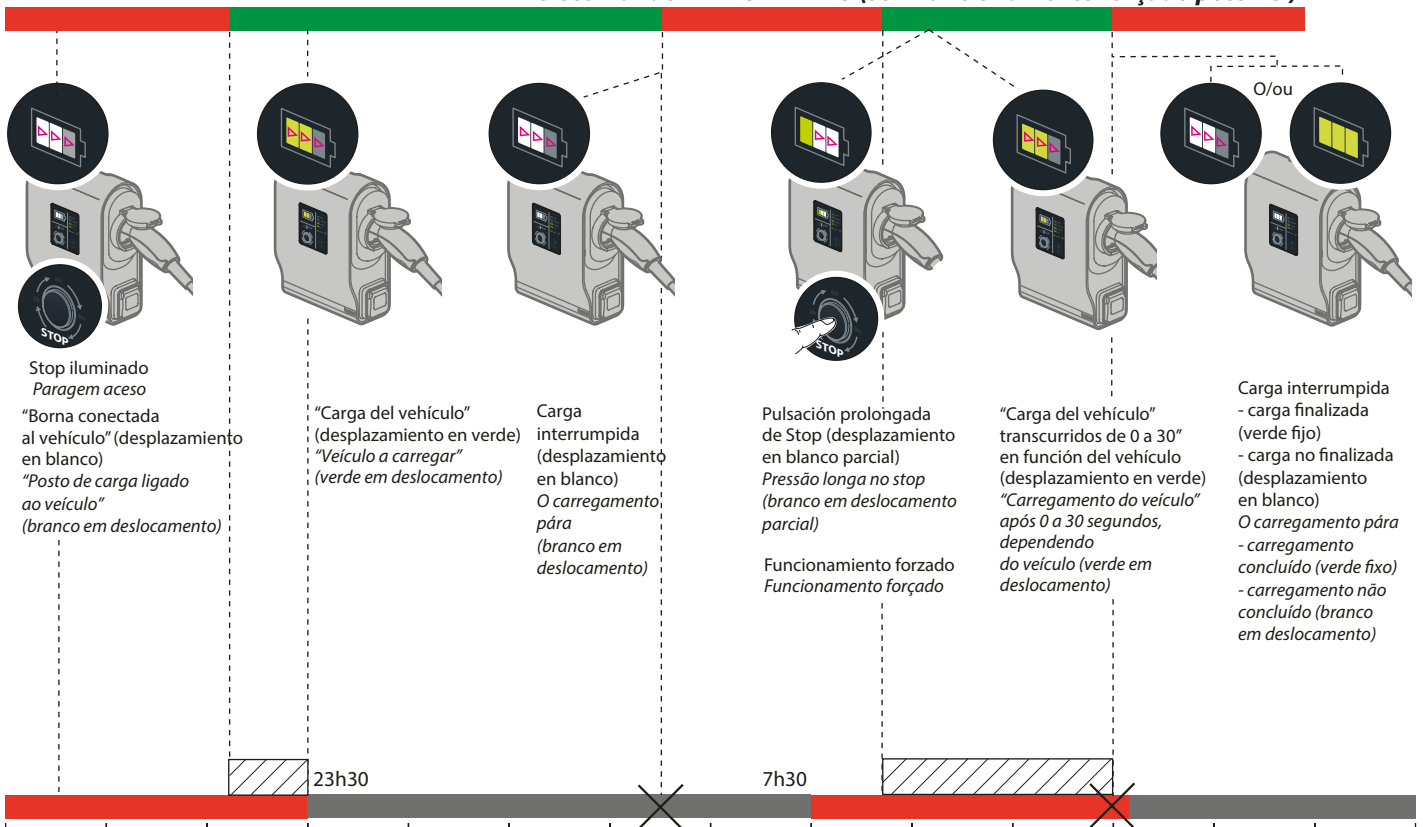 O/ou
STOP
STOP
Stop iluminado
Paragem aceso
“Borna conectada
al vehículo” (desplazamiento
en blanco)
“Posto de carga ligado
ao veículo”
(branco em deslocamento)
“Carga del vehículo”
(desplazamiento en verde)
“Veículo a carregar”
(verde em deslocamento)
Carga
interrumpida
(desplazamiento
en blanco)
O carregamento
pára
(branco em
deslocamento)
Pulsación prolongada
de Stop (desplazamiento
en blanco parcial)
Pressão longa no stop
(branco em deslocamento
parcial)
Funcionamiento forzado
Funcionamento forçado
“Carga del vehículo”
transcurridos de 0 a 30”
en función del vehículo
(desplazamiento en verde)
“Carregamento do veículo”
após 0 a 30 segundos,
dependendo
do veículo (verde em
deslocamento)
Carga interrumpida
- carga finalizada
(verde fijo)
- carga no finalizada
(desplazamiento
en blanco)
O carregamento pára
- carregamento
concluído (verde fixo)
- carregamento não
concluído (branco
em deslocamento)
23h30
7h30